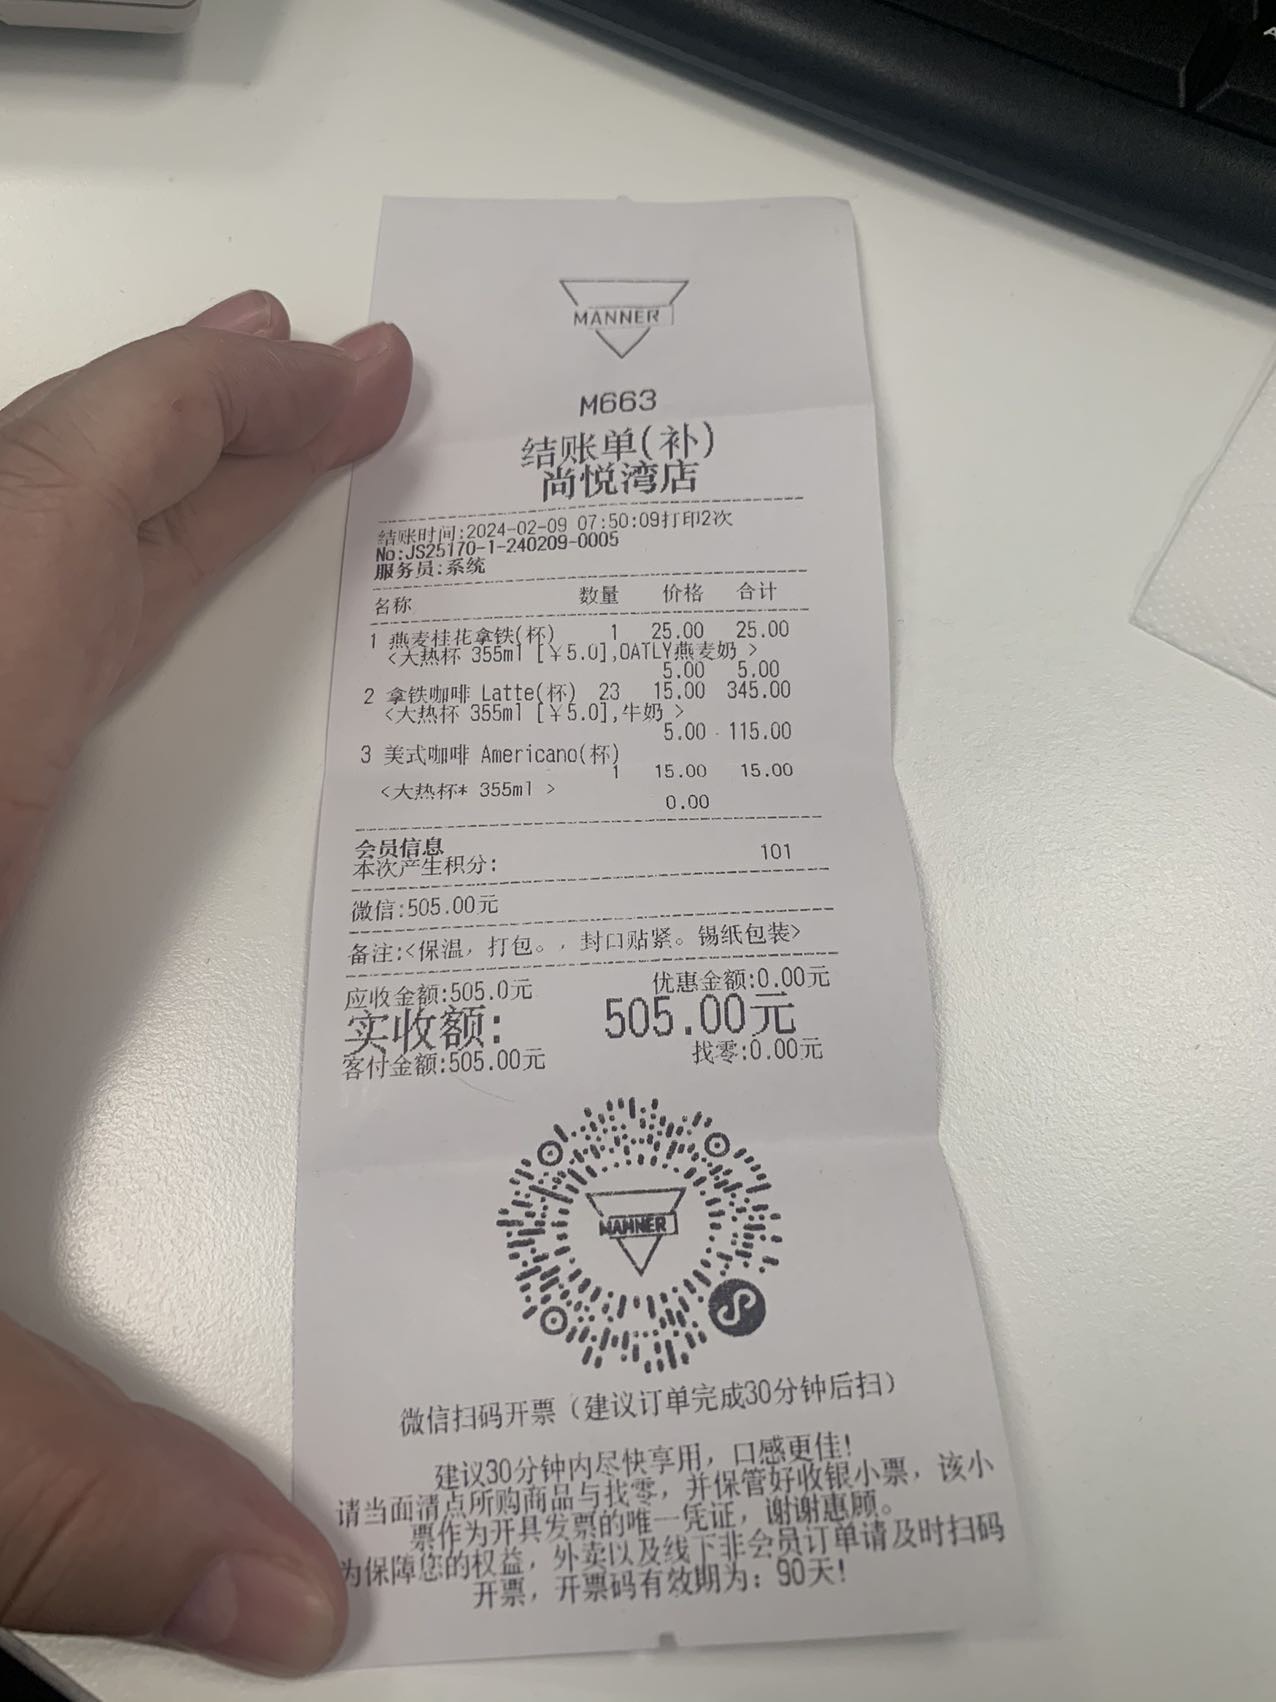 MANNER
M663
结账单(补)
尚悦湾店
结账时间:2024-02-09 07:50:09打印2次
No:JS25170-1-240209-0005
服务员:系统
名称 数量 价格 合计
1 燕麦桂花拿铁(杯) 1 25.00 25.00
<大热杯 355ml [￥5.0],OATLY燕麦奶 >
5.00 5.00
2 拿铁咖啡 Latte(杯) 23 15.00 345.00
<大热杯 355ml [￥5.0],牛奶 >
5.00 115.00
3 美式咖啡 Americano(杯)
1 15.00 15.00
<大热杯* 355ml >
0.00
会员信息
本次产生积分: 101
微信:505.00元
备注:<保温，打包。，封口贴紧。锡纸包装>
应收金额:505.0元 优惠金额:0.00元
实收额: 505.00元
客付金额:505.00元 找零:0.00元
MANNER
微信扫码开票（建议订单完成30分钟后扫）
建议30分钟内尽快享用，口感更佳!
请当面清点所购商品与找零，并保管好收银小票，该小
票作为开具发票的唯一凭证，谢谢惠顾。
为保障您的权益，外卖以及线下非会员订单请及时扫码
开票，开票码有效期为：90天!